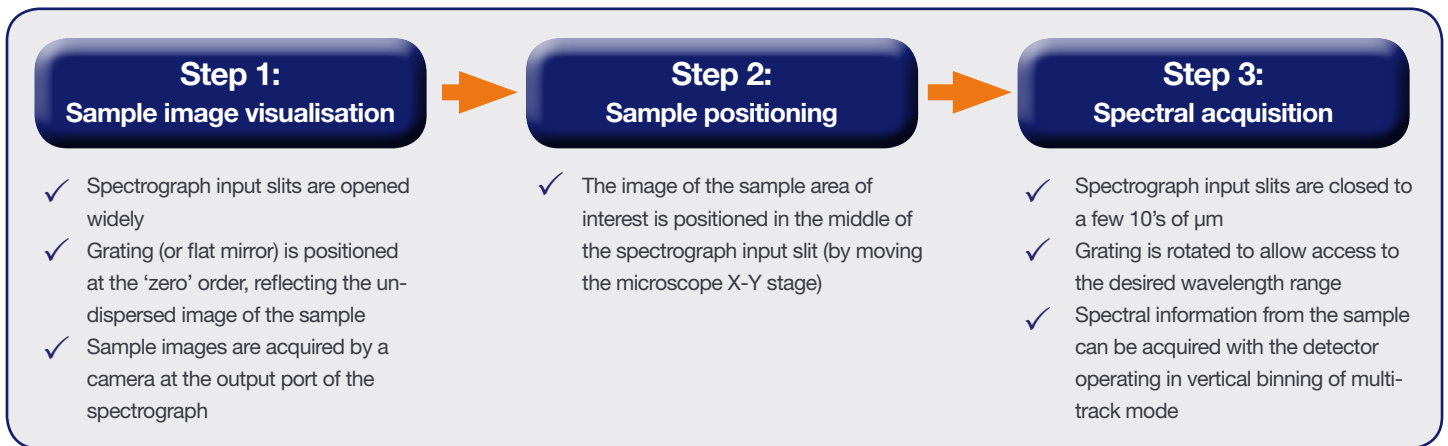 Step 1:
Sample image visualisation
✓ Spectrograph input slits are opened
widely
✓ Grating (or flat mirror) is positioned
at the ‘zero’ order, reflecting the un-
dispersed image of the sample
✓ Sample images are acquired by a
camera at the output port of the
spectrograph
Step 2:
Sample positioning
✓ The image of the sample area of
interest is positioned in the middle of
the spectrograph input slit (by moving
the microscope X-Y stage)
Step 3:
Spectral acquisition
✓ Spectrograph input slits are closed to
a few 10’s of µm
✓ Grating is rotated to allow access to
the desired wavelength range
✓ Spectral information from the sample
can be acquired with the detector
operating in vertical binning of multi-
track mode